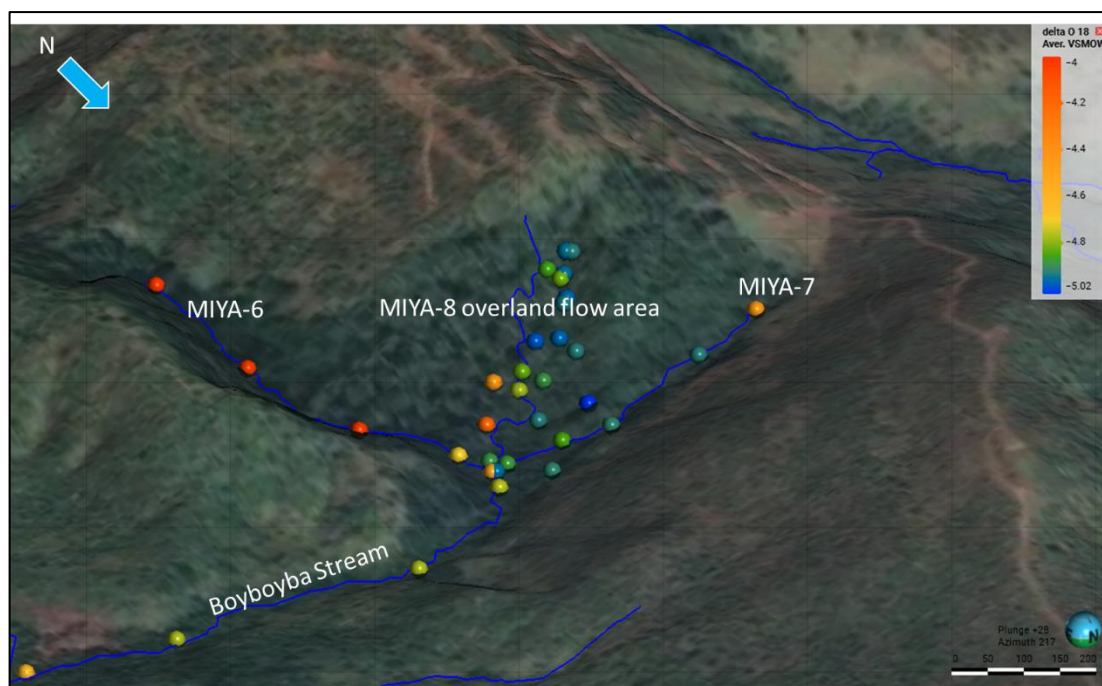 N
delta O 18
Aver. VSMOW
-4
-4.2
-4.4
-4.6
-4.8
-5.02
MIYA-6
MIYA-8 overland flow area
MIYA-7
Boyboyba Stream
Plunge +28
Azimuth 217
0 50 100 150 200
N